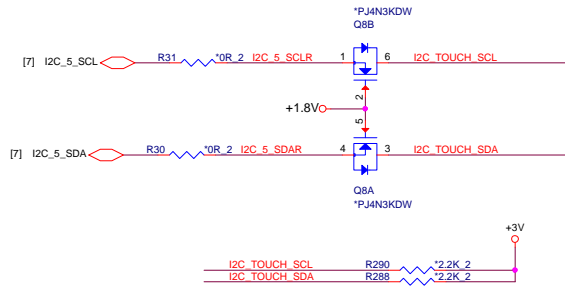 *PJ4N3KDW
Q8B
[7] I2C_5_SCL R31 *0R_2 I2C_5_SCLR 1 6 I2C_TOUCH_SCL
2
+1.8V
5
[7] I2C_5_SDA R30 *0R_2 I2C_5_SDAR 4 3 I2C_TOUCH_SDA
Q8A
*PJ4N3KDW
+3V
I2C_TOUCH_SCL R290 *2.2K_2
I2C_TOUCH_SDA R288 *2.2K_2